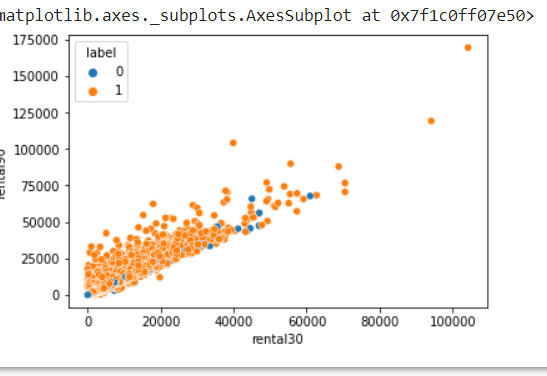 matplotlib.axes._subplots.AxesSubplot at 0x7f1c0ff07e50>
label
0
1
175000
150000
125000
100000
75000
50000
25000
0
rental90
0 20000 40000 60000 80000 100000
rental30